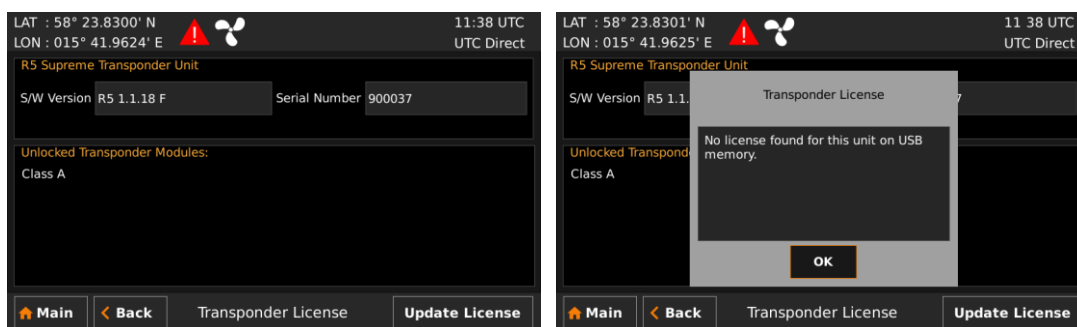 LAT : 58° 23.8300' N
LON : 015° 41.9624' E
11:38 UTC
UTC Direct
R5 Supreme Transponder Unit
S/W Version R5 1.1.18 F Serial Number 900037
Unlocked Transponder Modules:
Class A
Main Back Transponder License Update License
LAT : 58° 23.8301' N
LON : 015° 41.9625' E
11 38 UTC
UTC Direct
R5 Supreme Transponder Unit
S/W Version R5 1.1. 7
Transponder License
No license found for this unit on USB
memory.
OK
Unlocked Transpond
Class A
Main Back Transponder License Update License